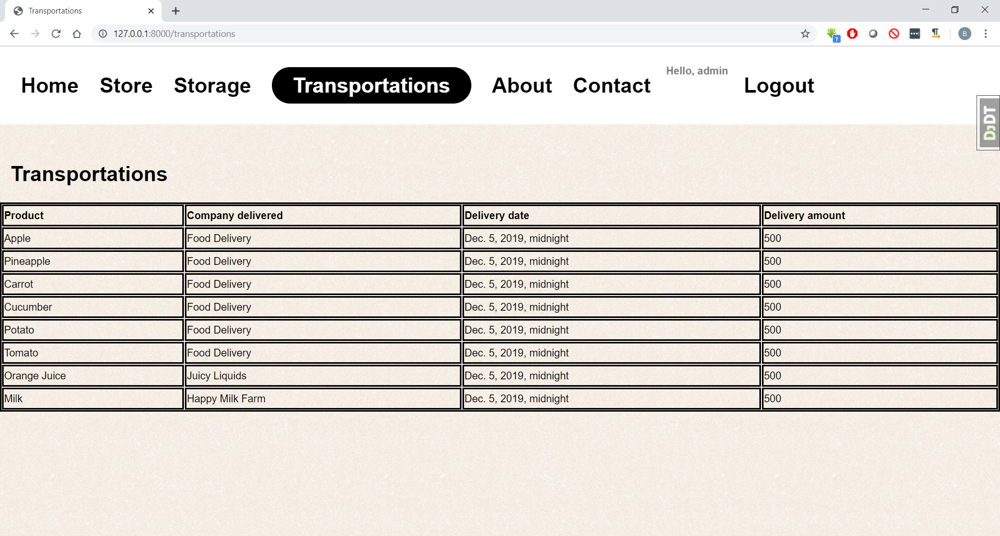 Transportations
127.0.0.1:8000/transportations
B
Home Store Storage Transportations About Contact Hello, admin Logout
DjDT
Transportations
Product Company delivered Delivery date Delivery amount
Apple Food Delivery Dec. 5, 2019, midnight 500
Pineapple Food Delivery Dec. 5, 2019, midnight 500
Carrot Food Delivery Dec. 5, 2019, midnight 500
Cucumber Food Delivery Dec. 5, 2019, midnight 500
Potato Food Delivery Dec. 5, 2019, midnight 500
Tomato Food Delivery Dec. 5, 2019, midnight 500
Orange Juice Juicy Liquids Dec. 5, 2019, midnight 500
Milk Happy Milk Farm Dec. 5, 2019, midnight 500